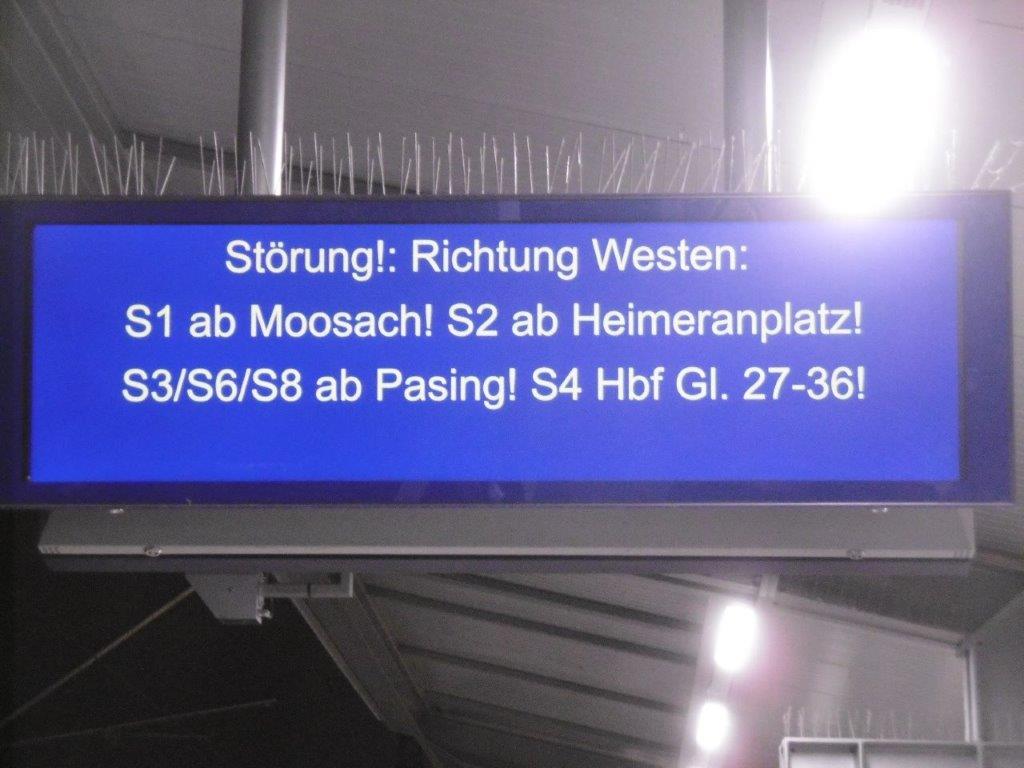 Störung!: Richtung Westen:
S1 ab Moosach! S2 ab Heimeranplatz!
S3/S6/S8 ab Pasing! S4 Hbf Gl. 27-36!